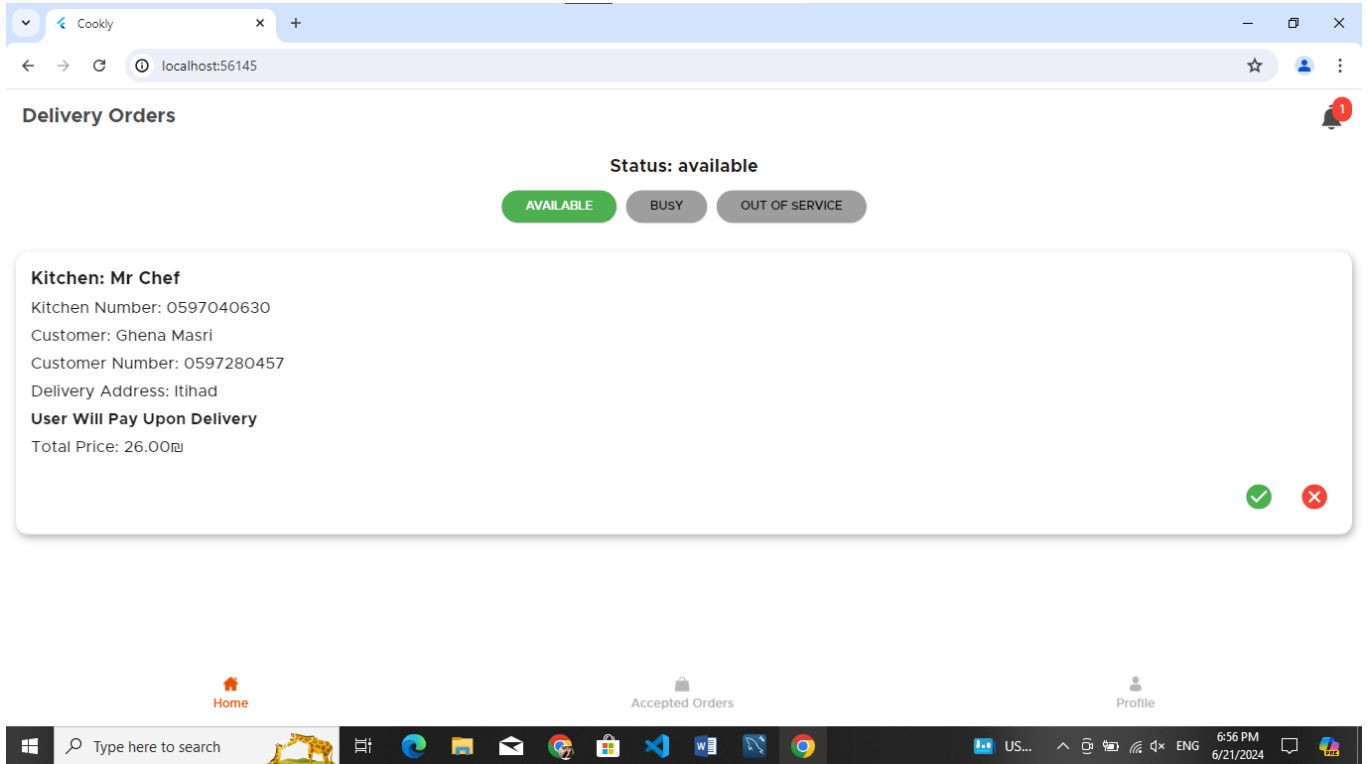 Cookly
localhost:56145
Delivery Orders
1
Status: available
AVAILABLE BUSY OUT OF SERVICE
Kitchen: Mr Chef
Kitchen Number: 0597040630
Customer: Ghena Masri
Customer Number: 0597280457
Delivery Address: Itihad
User Will Pay Upon Delivery
Total Price: 26.00₪
Home Accepted Orders Profile
Type here to search US... ENG 6:56 PM
6/21/2024
PRE